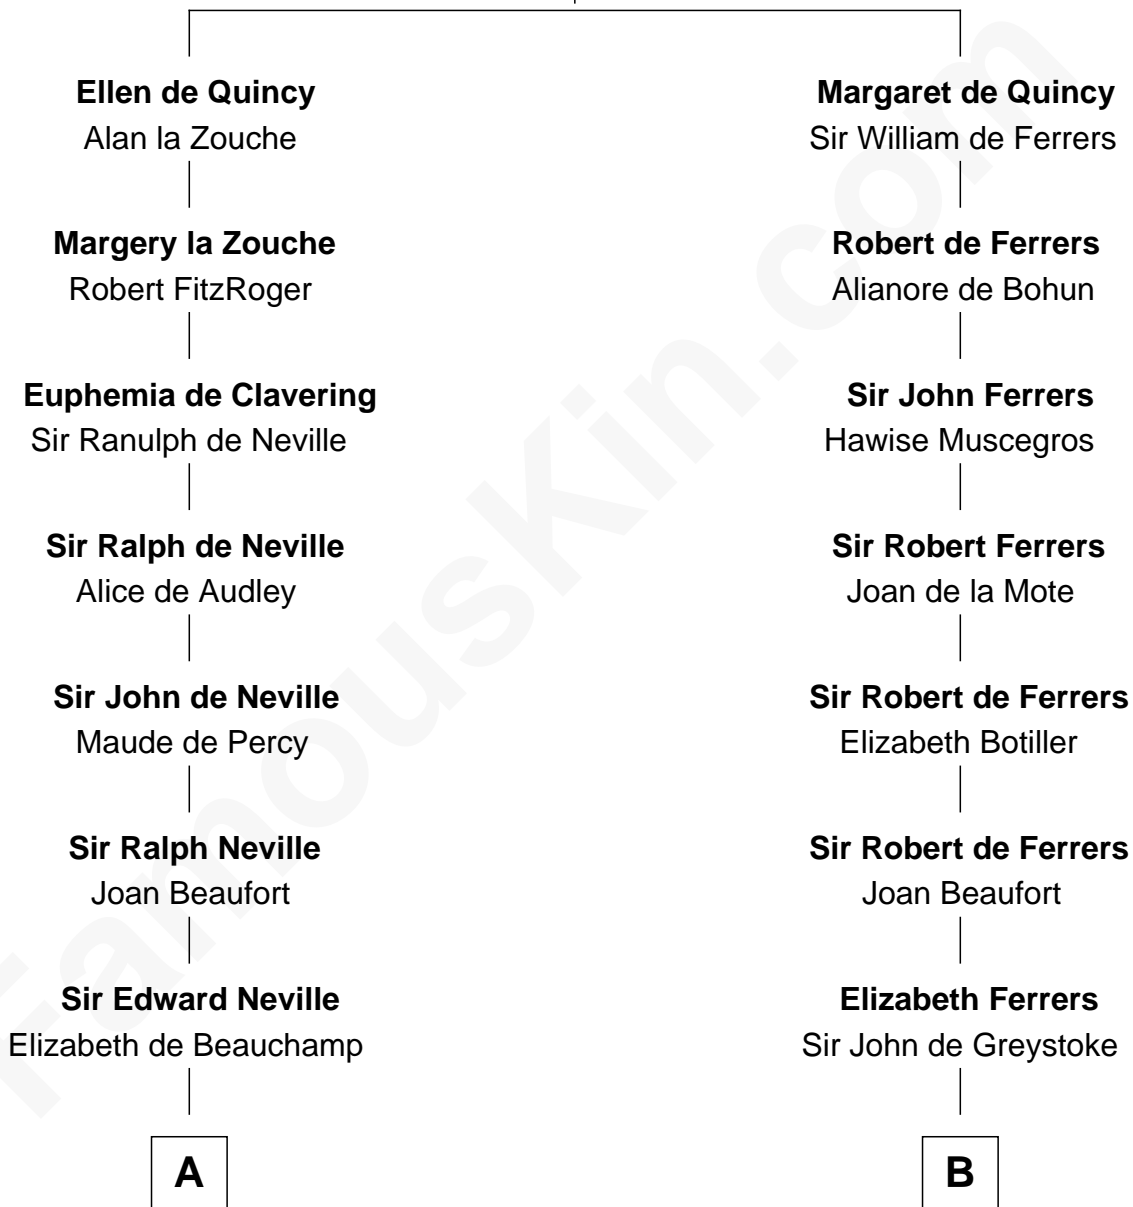 Ellen de Quincy
Alan la Zouche
Margery la Zouche
Robert FitzRoger
Euphemia de Clavering
Sir Ranulph de Neville
Sir Ralph de Neville
Alice de Audley
Sir John de Neville
Maude de Percy
Sir Ralph Neville
Joan Beaufort
Sir Edward Neville
Elizabeth de Beauchamp
A
Margaret de Quincy
Sir William de Ferrers
Robert de Ferrers
Alianore de Bohun
Sir John Ferrers
Hawise Muscegros
Sir Robert Ferrers
Joan de la Mote
Sir Robert de Ferrers
Elizabeth Botiller
Sir Robert de Ferrers
Joan Beaufort
Elizabeth Ferrers
Sir John de Greystoke
B
FamousKin.com